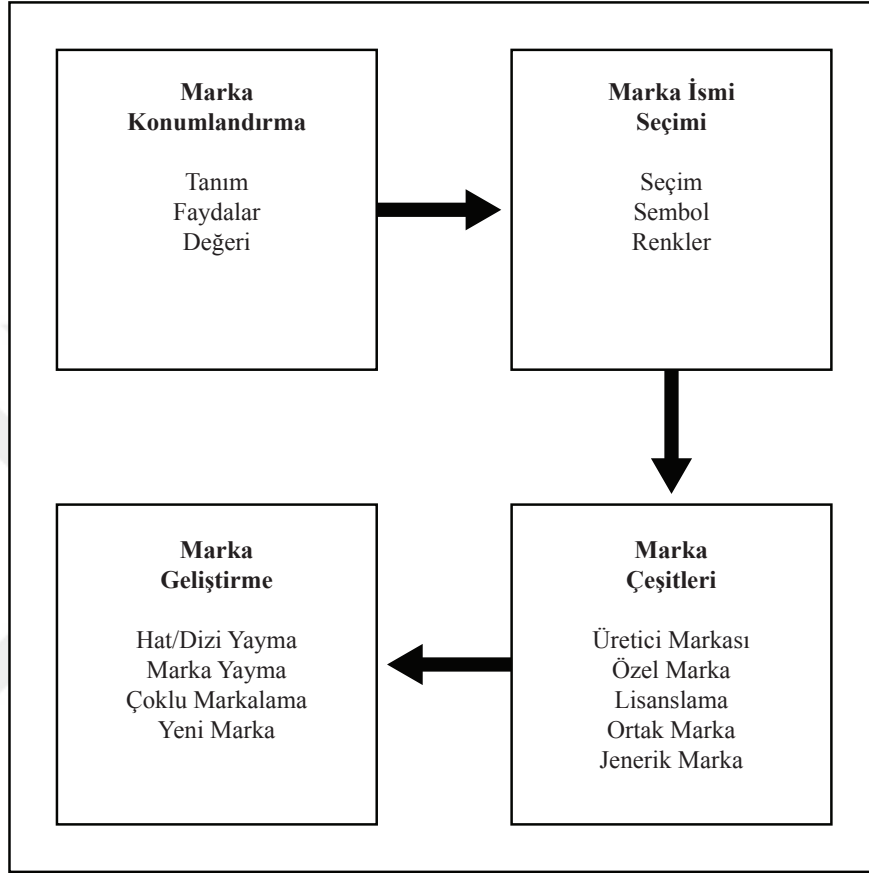 Marka
Konumlandırma
Tanım
Faydalar
Değeri
Marka İsmi
Seçimi
Seçim
Sembol
Renkler
Marka
Çeşitleri
Üretici Markası
Özel Marka
Lisanslama
Ortak Marka
Jenerik Marka
Marka
Geliştirme
Hat/Dizi Yayma
Marka Yayma
Çoklu Markalama
Yeni Marka